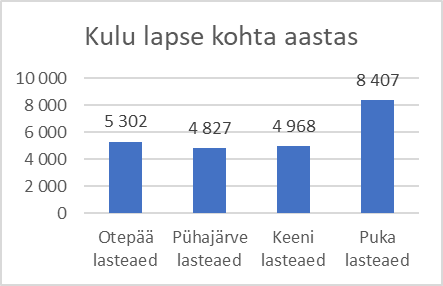 Kulu lapse kohta aastas
10 000
8 000
6 000
4 000
2 000
0
5 302
4 827
4 968
8 407
Otepää lasteaed
Pühajärve lasteaed
Keeni lasteaed
Puka lasteaed